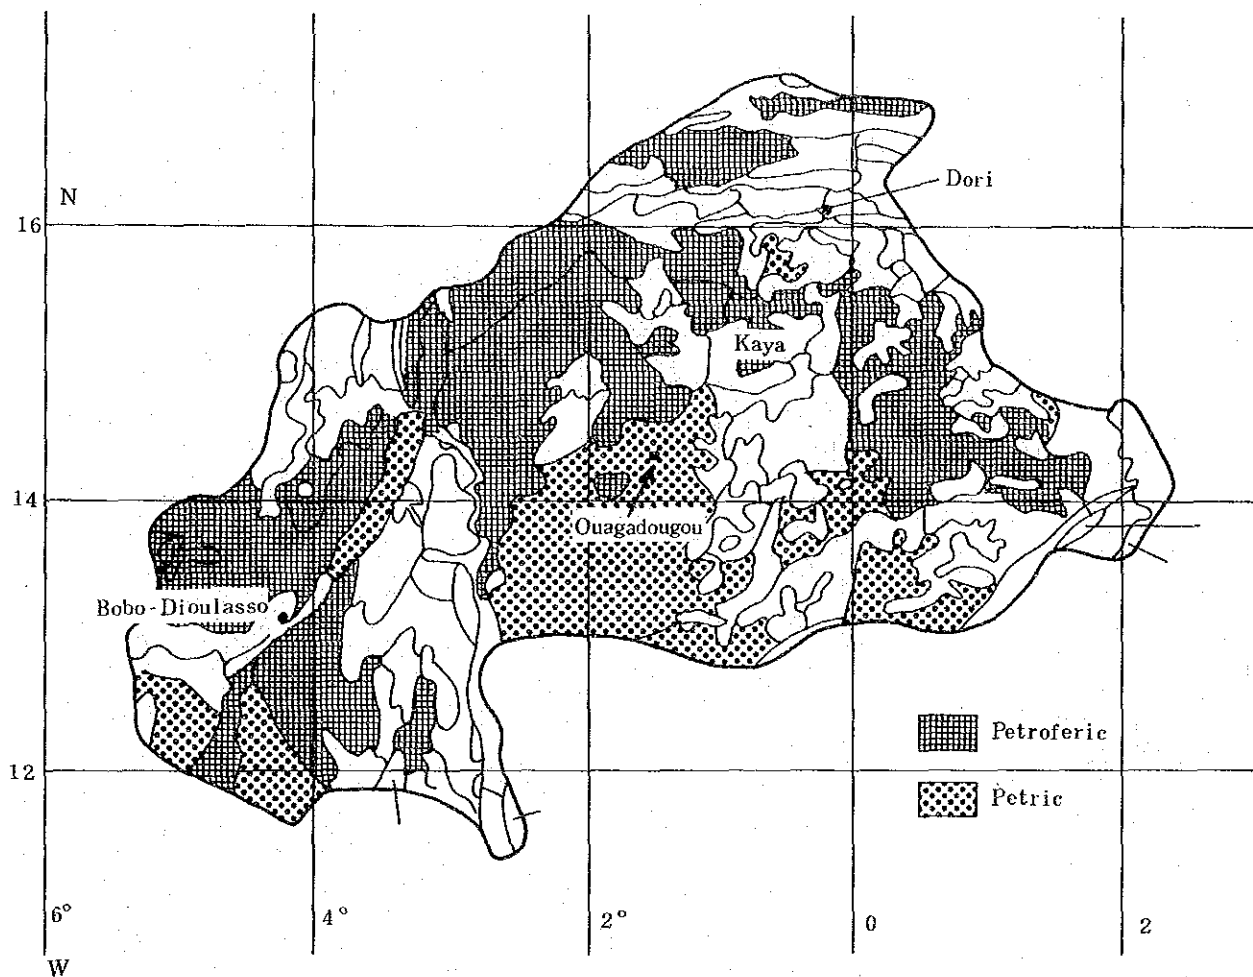 N
Dori
16
Kaya
14
Ouagadougou
Bobo-Dioulasso
Petroferic
12
Petric
6°
4°
2°
0
2
W